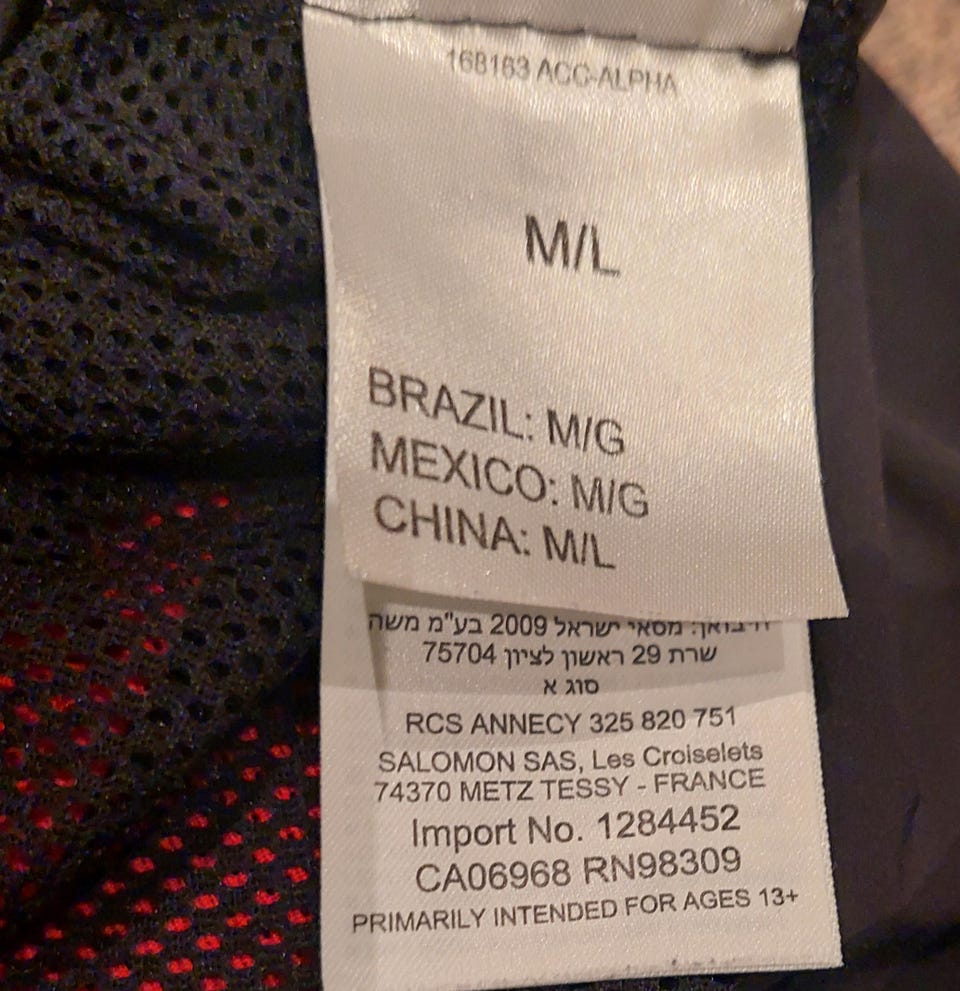 168163 ACC-ALPHA
M/L
BRAZIL: M/G
MEXICO: M/G
CHINA: M/L
מסאי ישראל 2009 בע"מ משה
שרת 29 ראשון לציון 75704
סוג א
RCS ANNECY 325 820 751
SALOMON SAS, Les Croiselets
74370 METZ TESSY - FRANCE
Import No. 1284452
CA06968 RN98309
PRIMARILY INTENDED FOR AGES 13+